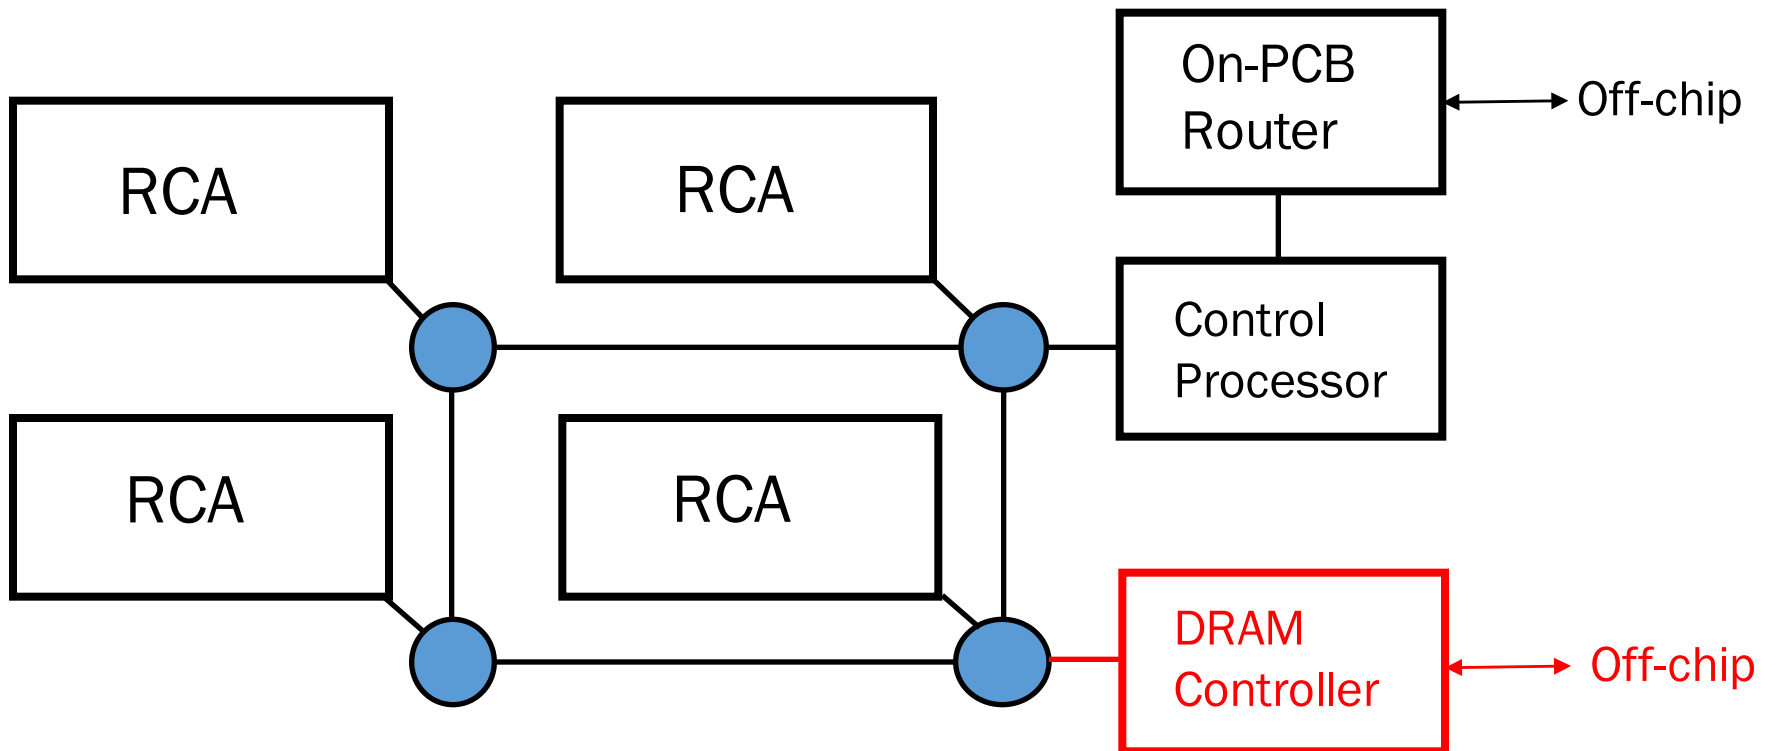 On-PCB
Router
Off-chip
RCA
RCA
Control
Processor
RCA
RCA
DRAM
Controller
Off-chip